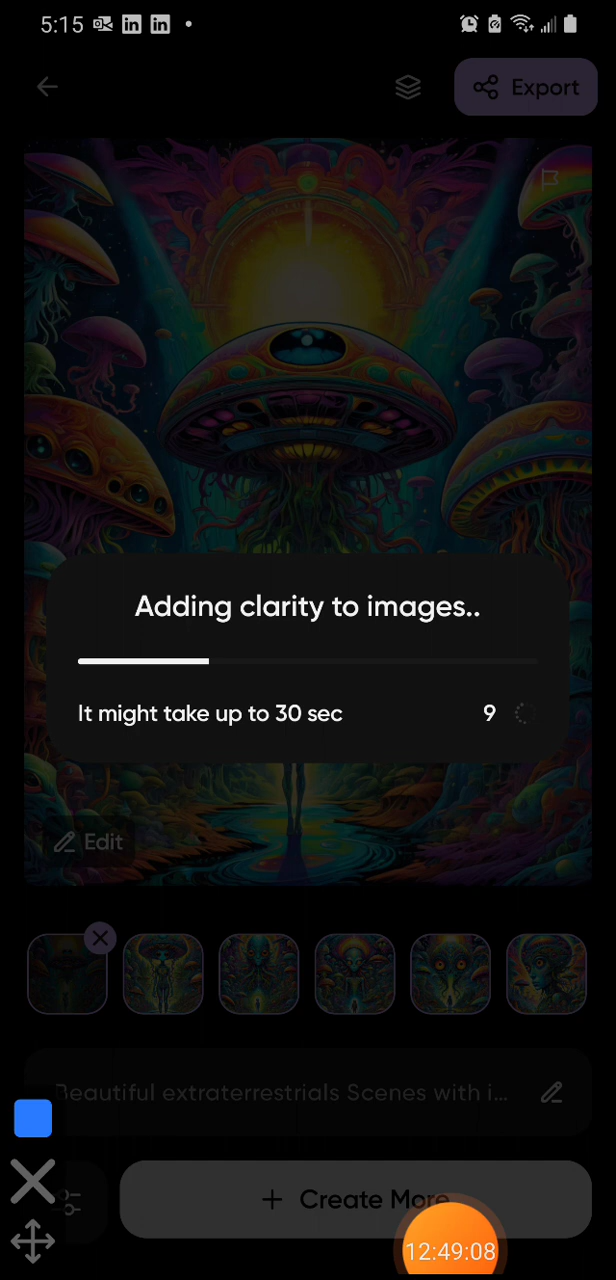 5:15
Export
Adding clarity to images..
It might take up to 30 sec
9
Edit
Beautiful extraterrestrials Scenes with i...
+ Create More
12:49:08